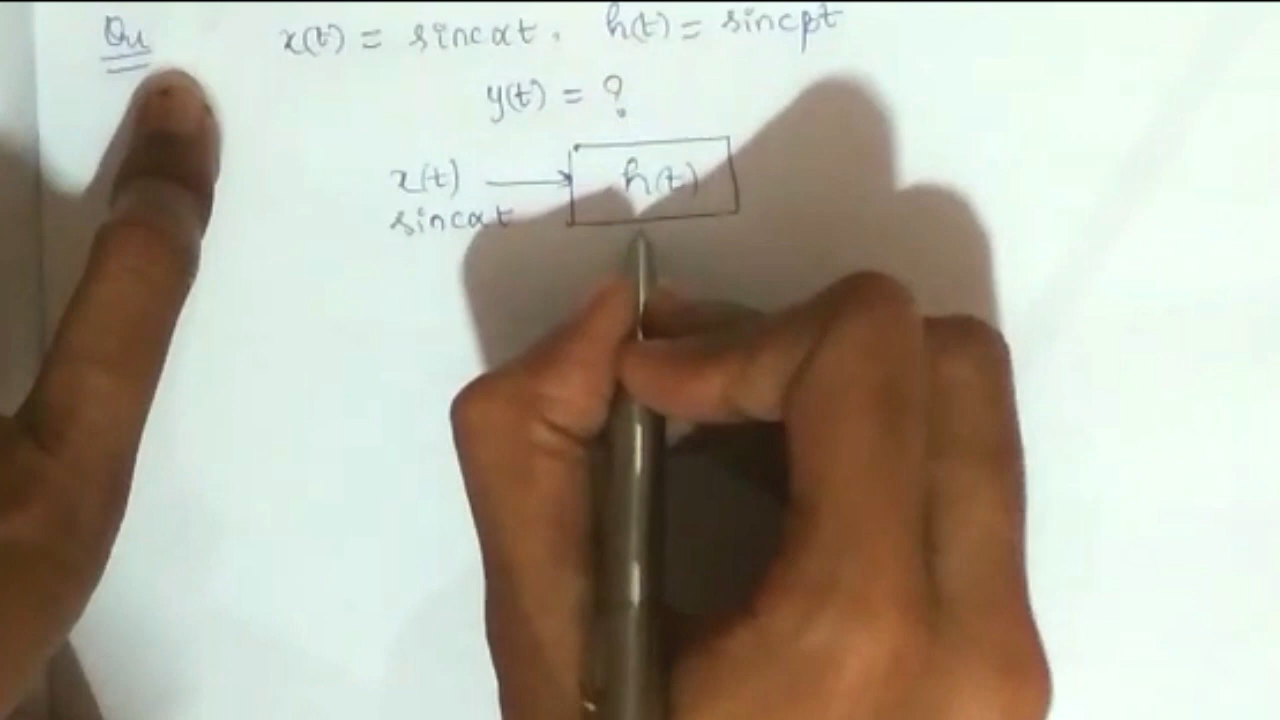 Qu x(t) = sincαt. h(t) = sincβt
y(t) = ?
x(t) → h(t)
sincαt